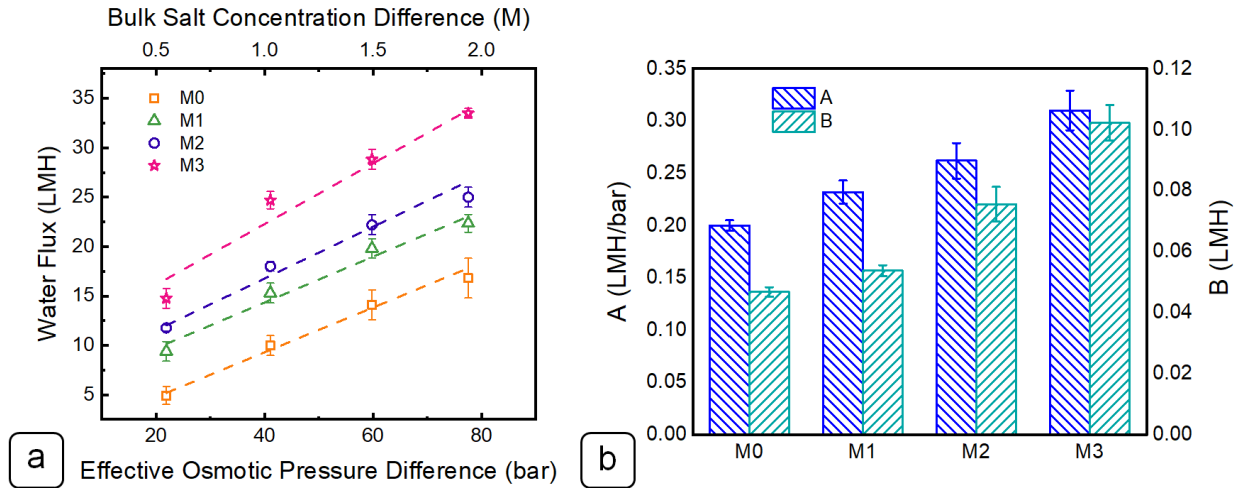 Bulk Salt Concentration Difference (M)
0.5 1.0 1.5 2.0
Water Flux (LMH)
35
30
25
20
15
10
5
M0
M1
M2
M3
20 40 60 80
Effective Osmotic Pressure Difference (bar)
a
A (LMH/bar)
0.35
0.30
0.25
0.20
0.15
0.10
0.05
0.00
A
B
M0 M1 M2 M3
0.12
0.10
0.08
0.06
0.04
0.02
0.00
B (LMH)
b